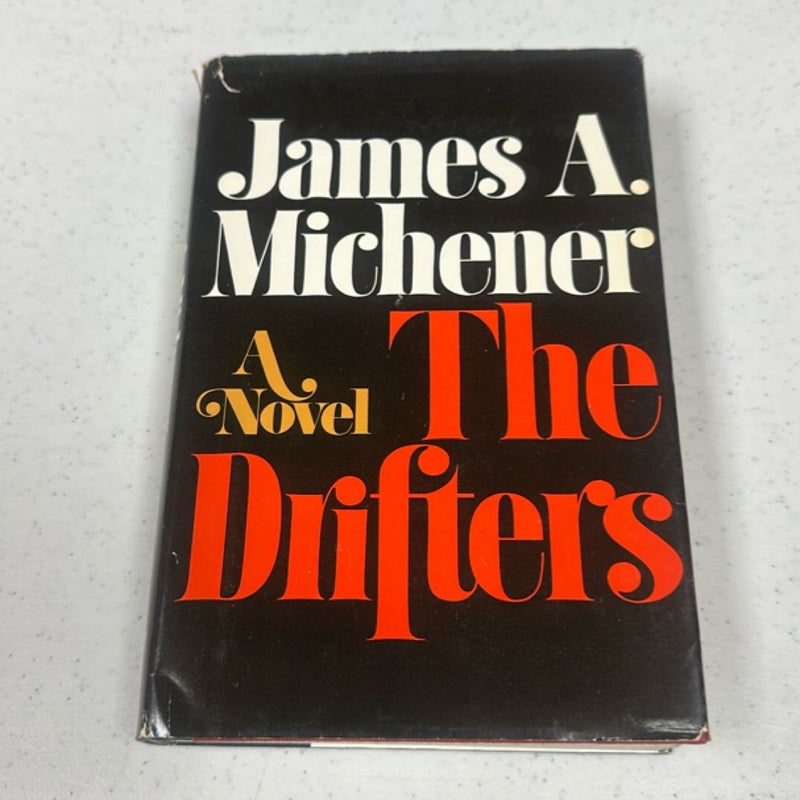 James A.
Michener
A
Novel
The
Drifters